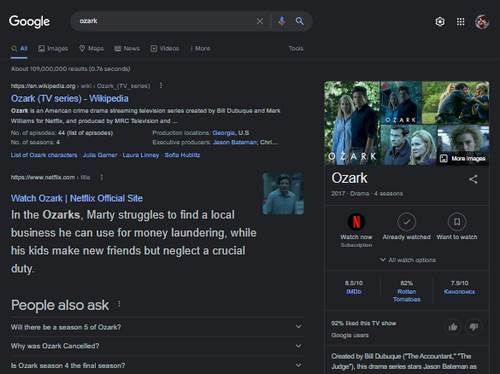 Google
ozark
All
Images
Maps
News
Videos
More
Tools
About 109,000,000 results (0.76 seconds)
https://en.wikipedia.org › wiki › Ozark_(TV_series)
Ozark (TV series) - Wikipedia
Ozark is an American crime drama streaming television series created by Bill Dubuque and Mark
Williams for Netflix, and produced by MRC Television and ...
No. of episodes: 44 (list of episodes)
Production locations: Georgia, U.S
No. of seasons: 4
Executive producers: Jason Bateman; Chri...
List of Ozark characters · Julia Garner · Laura Linney · Sofia Hublitz
https://www.netflix.com › title
Watch Ozark | Netflix Official Site
In the Ozarks, Marty struggles to find a local
business he can use for money laundering, while
his kids make new friends but neglect a crucial
duty.
People also ask
Will there be a season 5 of Ozark?
Why was Ozark Cancelled?
Is Ozark season 4 the final season?
OZARK
OZARK
More images
Ozark
2017 · Drama · 4 seasons
N
Watch now
Subscription
Already watched
Want to watch
All watch options
8.5/10
IMDb
82%
Rotten
Tomatoes
7.9/10
Кинопоиск
92% liked this TV show
Google users
Created by Bill Dubuque ("The Accountant," "The
Judge"), this drama series stars Jason Bateman as